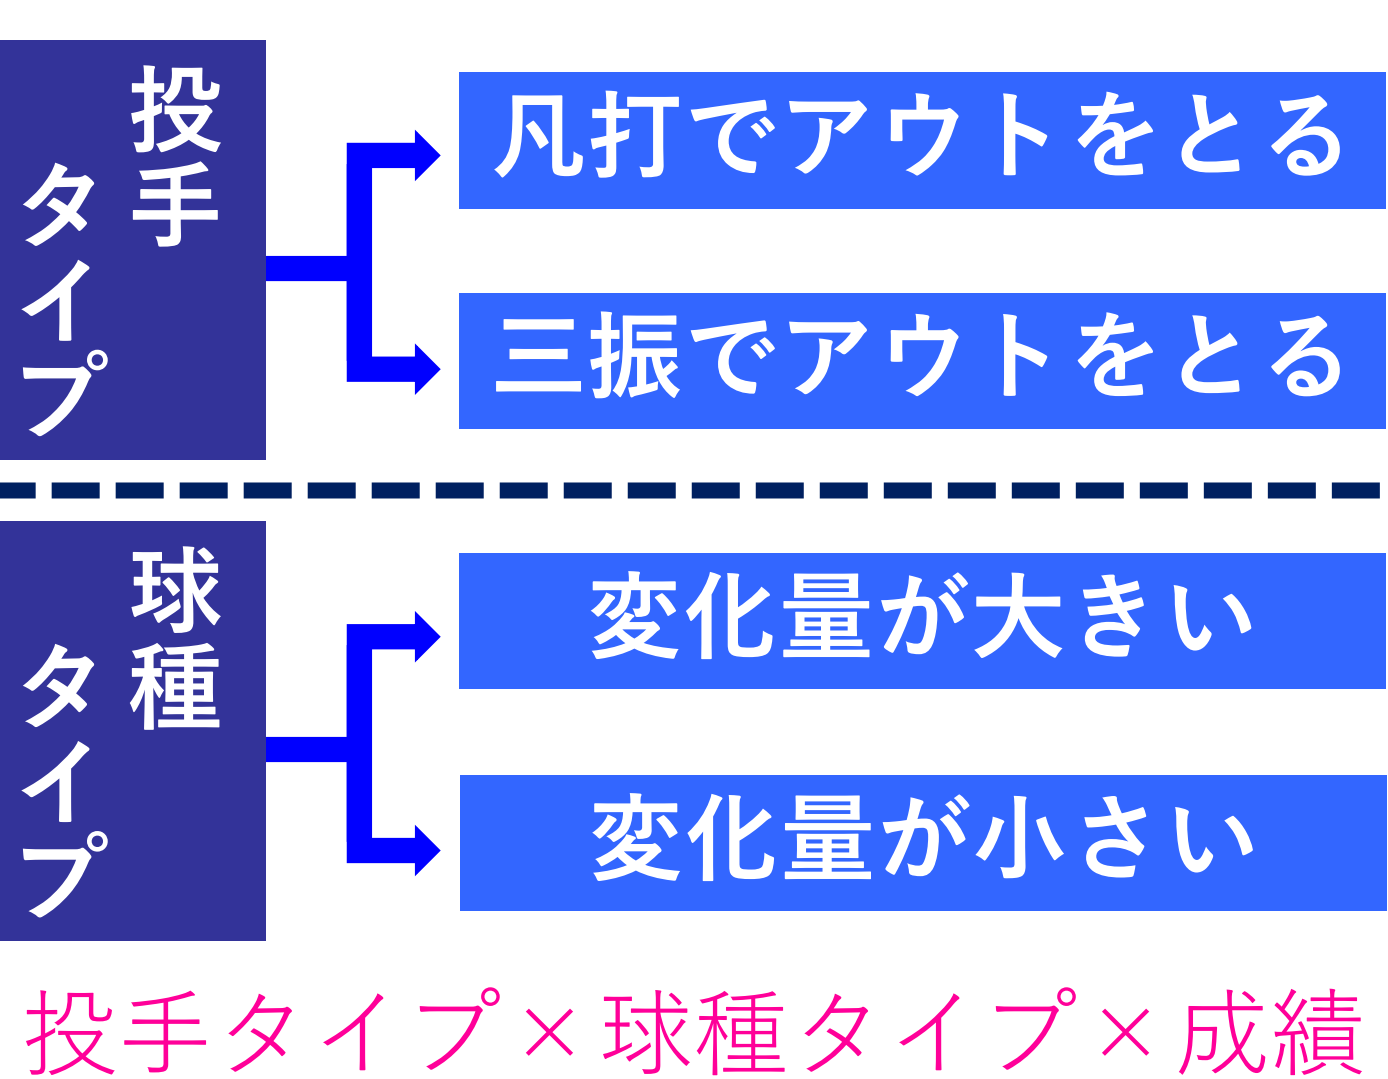 投手
タイプ
凡打でアウトをとる
三振でアウトをとる
球種
タイプ
変化量が大きい
変化量が小さい
投手タイプ×球種タイプ×成績